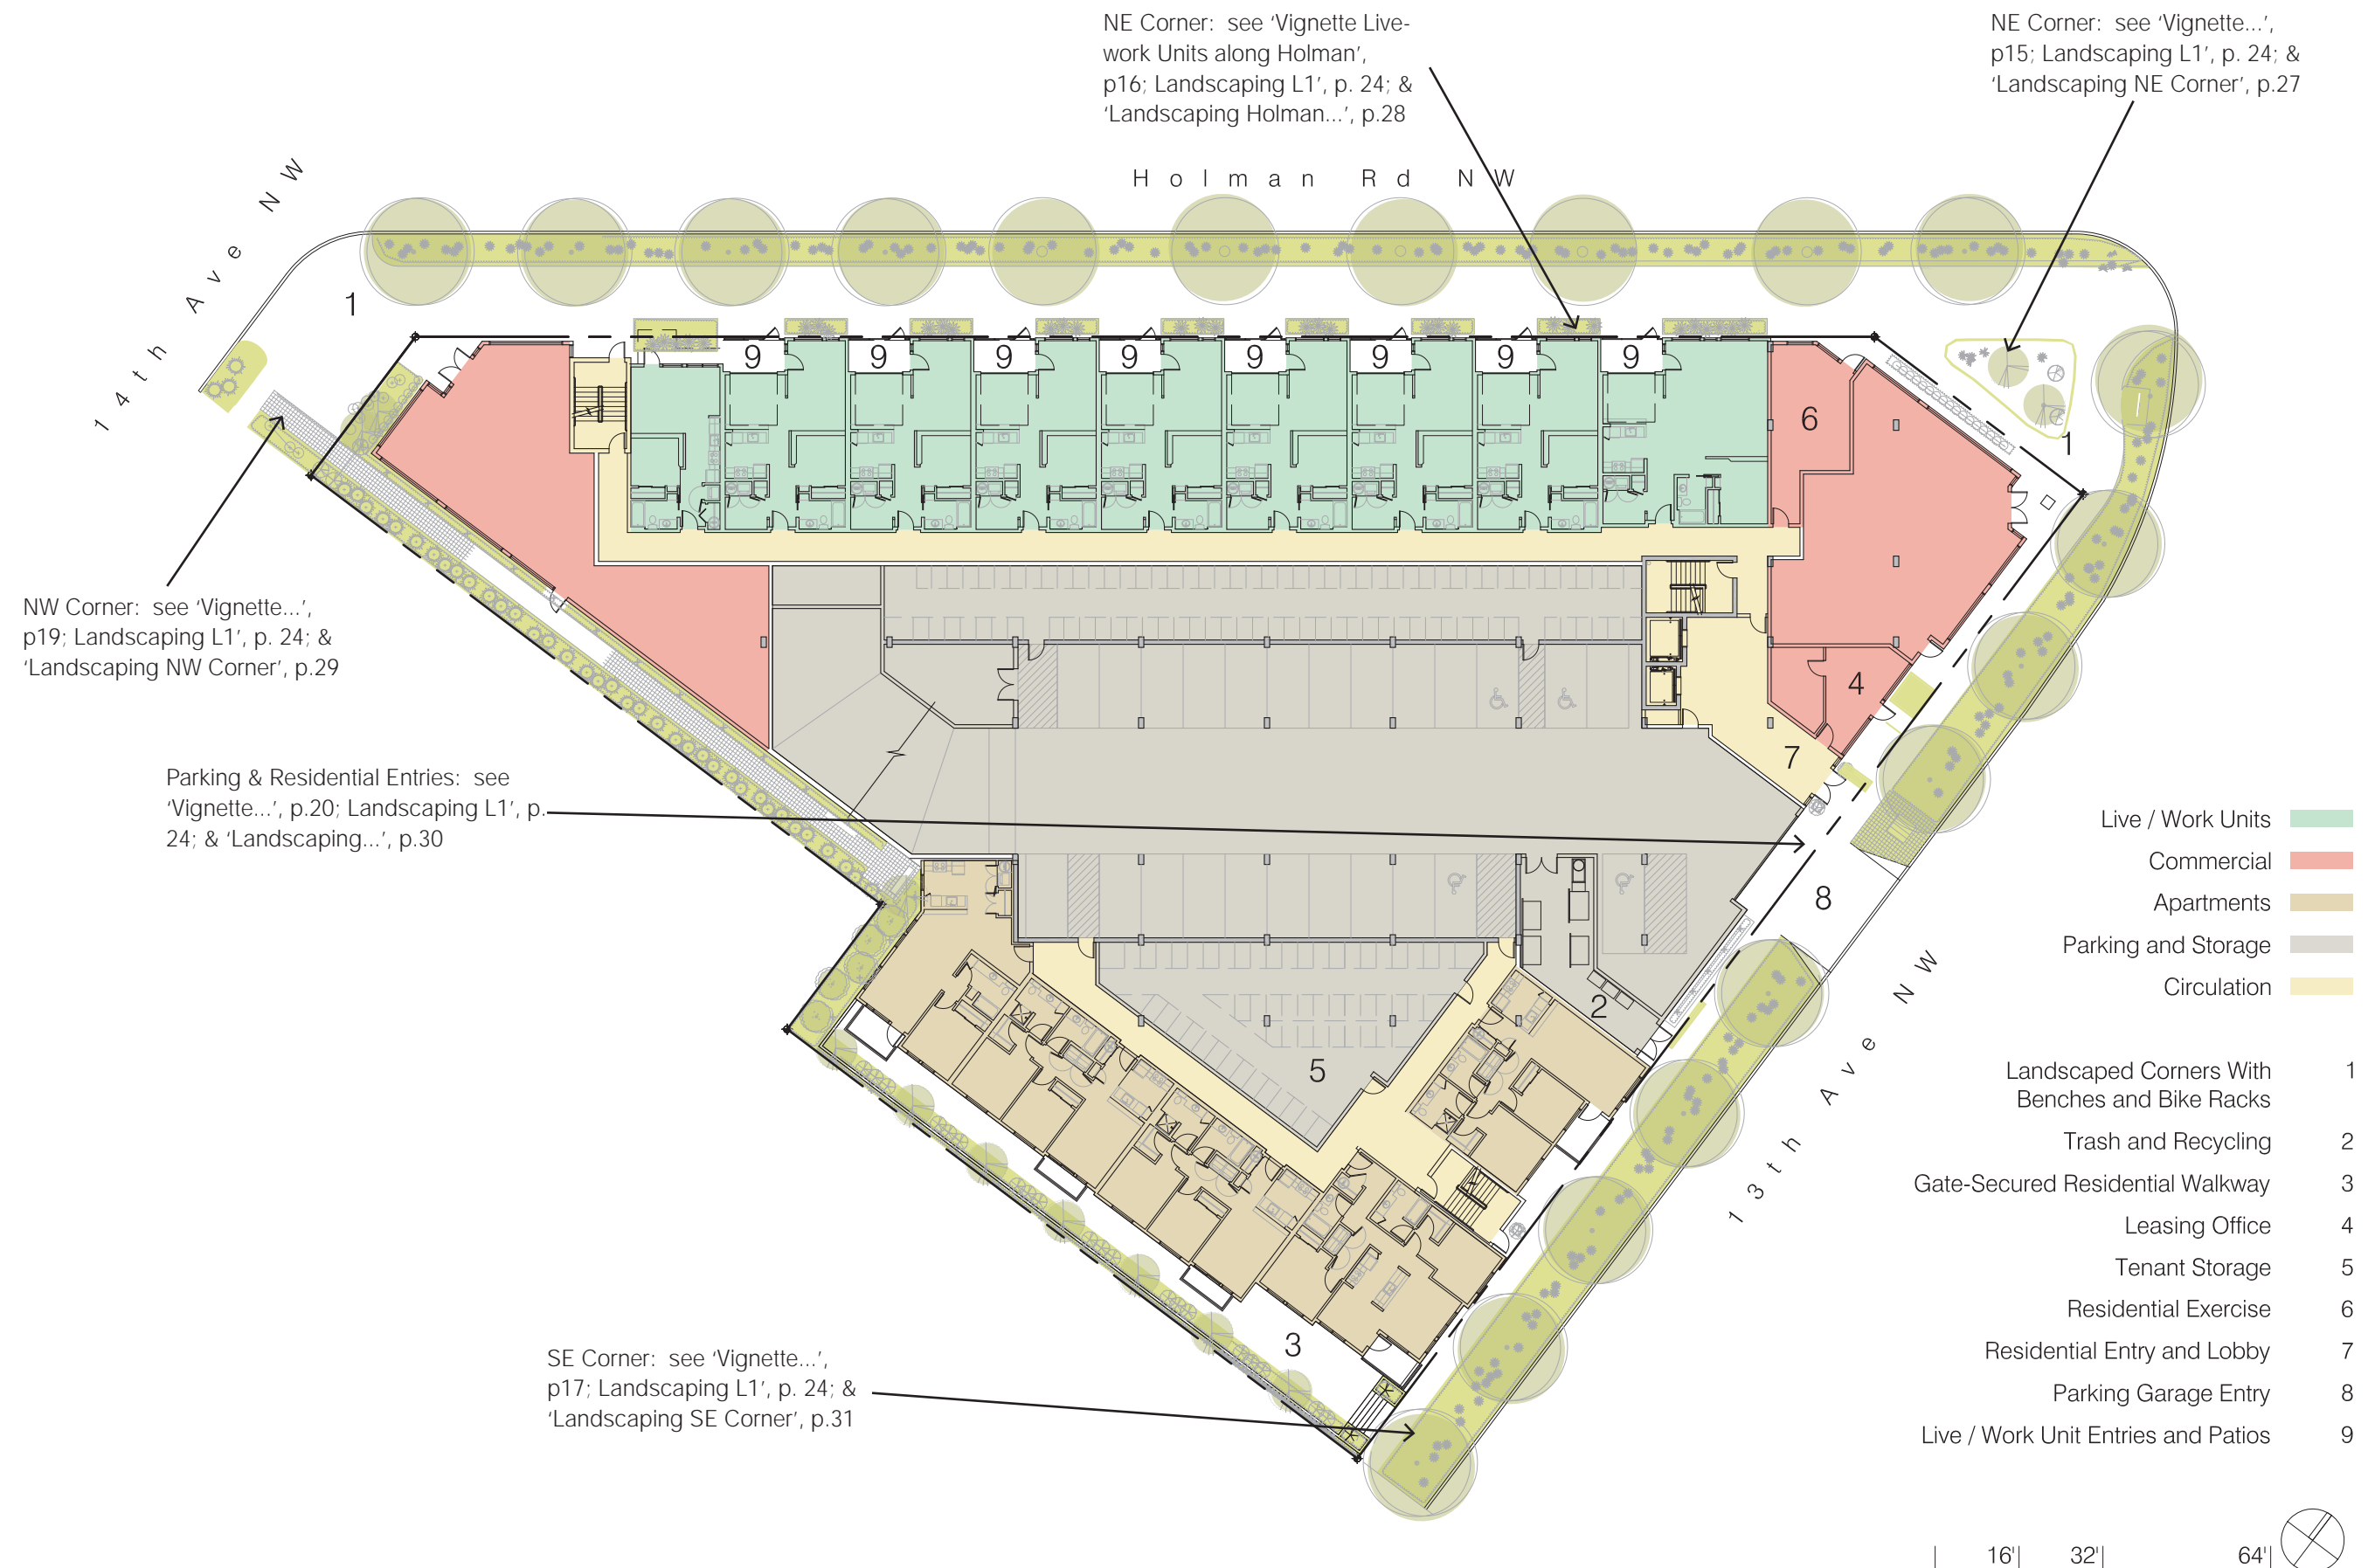 NE Corner:  see ‘Vignette Live-
work Units along Holman’,
p16; Landscaping L1’, p. 24; &
‘Landscaping Holman...’, p.28
NE Corner:  see ‘Vignette...’,
p15; Landscaping L1’, p. 24; &
‘Landscaping NE Corner’, p.27
Holman Rd NW
14th Ave NW
1
9
9
9
9
9
9
9
9
6
1
NW Corner:  see ‘Vignette...’,
p19; Landscaping L1’, p. 24; &
‘Landscaping NW Corner’, p.29
4
7
Parking & Residential Entries:  see
‘Vignette...’, p.20; Landscaping L1’, p.
24; & ‘Landscaping...’, p.30
8
2
5
13th Ave NW
3
SE Corner:  see ‘Vignette...’,
p17; Landscaping L1’, p. 24; &
‘Landscaping SE Corner’, p.31
Live / Work Units
Commercial
Apartments
Parking and Storage
Circulation
Landscaped Corners With 1
Benches and Bike Racks
Trash and Recycling 2
Gate-Secured Residential Walkway 3
Leasing Office 4
Tenant Storage 5
Residential Exercise 6
Residential Entry and Lobby 7
Parking Garage Entry 8
Live / Work Unit Entries and Patios 9
16' 32' 64'